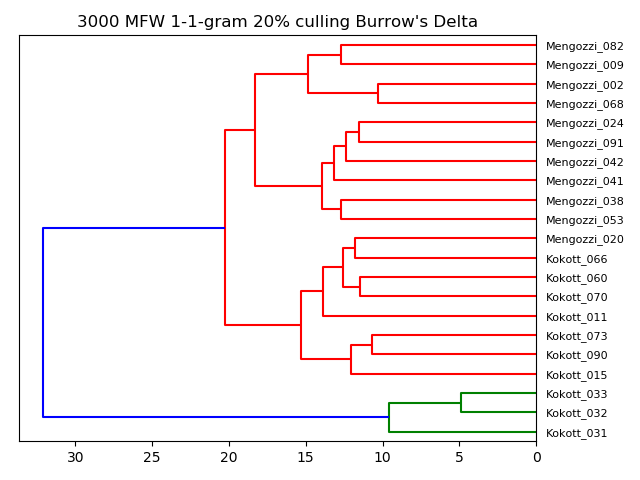 3000 MFW 1-1-gram 20% culling Burrow's Delta
Mengozzi_082
Mengozzi_009
Mengozzi_002
Mengozzi_068
Mengozzi_024
Mengozzi_091
Mengozzi_042
Mengozzi_041
Mengozzi_038
Mengozzi_053
Mengozzi_020
Kokott_066
Kokott_060
Kokott_070
Kokott_011
Kokott_073
Kokott_090
Kokott_015
Kokott_033
Kokott_032
Kokott_031
30 25 20 15 10 5 0